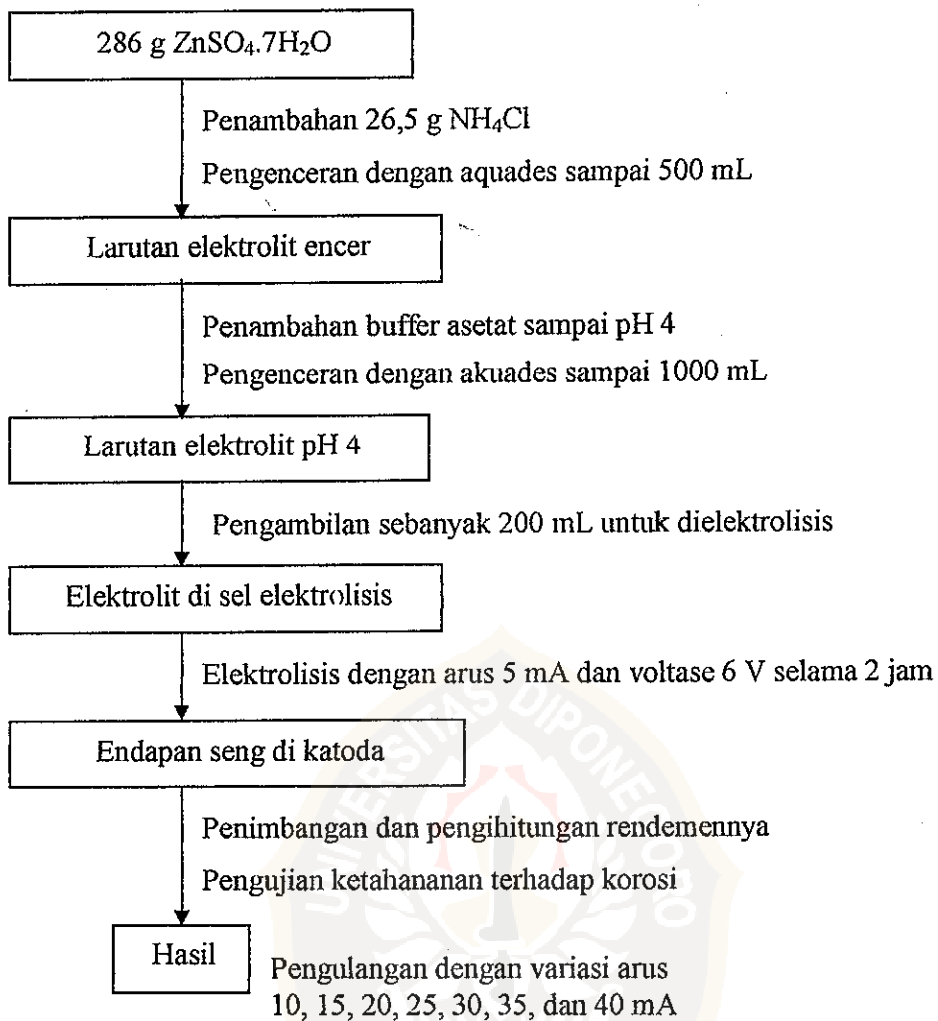 286 g ZnSO₄.7H₂O
Penambahan 26,5 g NH₄Cl
Pengenceran dengan aquades sampai 500 mL
Larutan elektrolit encer
Penambahan buffer asetat sampai pH 4
Pengenceran dengan akuades sampai 1000 mL
Larutan elektrolit pH 4
Pengambilan sebanyak 200 mL untuk dielektrolisis
Elektrolit di sel elektrolisis
Elektrolisis dengan arus 5 mA dan voltase 6 V selama 2 jam
Endapan seng di katoda
Penimbangan dan pengihitungan rendemennya
Pengujian ketahananan terhadap korosi
Hasil
Pengulangan dengan variasi arus
10, 15, 20, 25, 30, 35, dan 40 mA
UNIVERSITAS DIPONEGORO